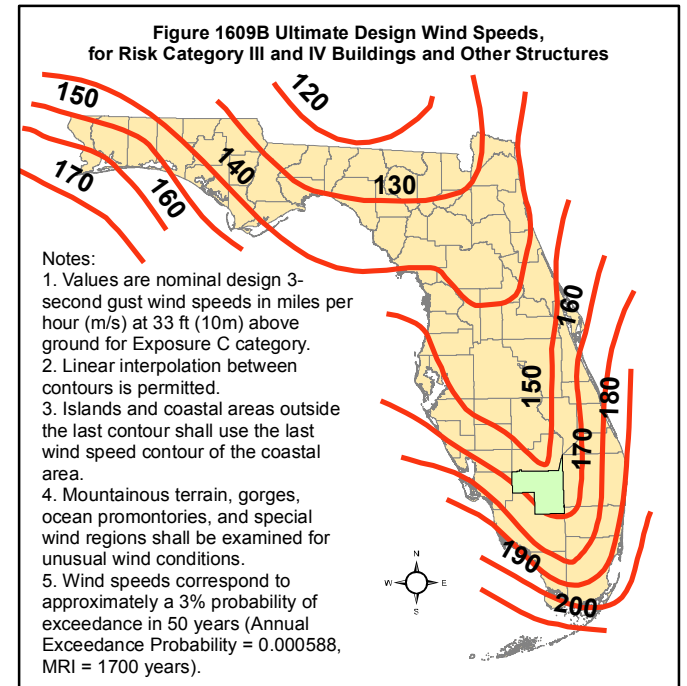 Figure 1609B Ultimate Design Wind Speeds,
for Risk Category III and IV Buildings and Other Structures
120
150
140
130
170
160
Notes:
1. Values are nominal design 3-
second gust wind speeds in miles per
hour (m/s) at 33 ft (10m) above
ground for Exposure C category.
2. Linear interpolation between
contours is permitted.
3. Islands and coastal areas outside
the last contour shall use the last
wind speed contour of the coastal
area.
4. Mountainous terrain, gorges,
ocean promontories, and special
wind regions shall be examined for
unusual wind conditions.
5. Wind speeds correspond to
approximately a 3% probability of
exceedance in 50 years (Annual
Exceedance Probability = 0.000588,
MRI = 1700 years).
160
150
180
170
190
200
N
W E
S